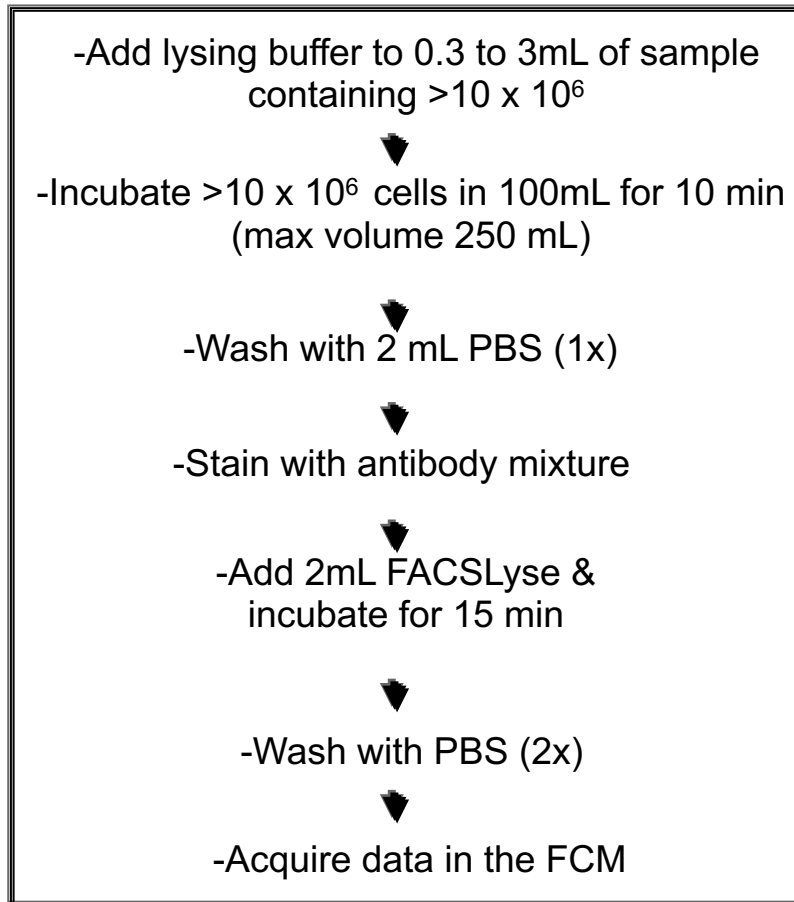 -Add lysing buffer to 0.3 to 3mL of sample
containing >10 x 10⁶
-Incubate >10 x 10⁶ cells in 100mL for 10 min
(max volume 250 mL)
-Wash with 2 mL PBS (1x)
-Stain with antibody mixture
-Add 2mL FACSLyse &
incubate for 15 min
-Wash with PBS (2x)
-Acquire data in the FCM